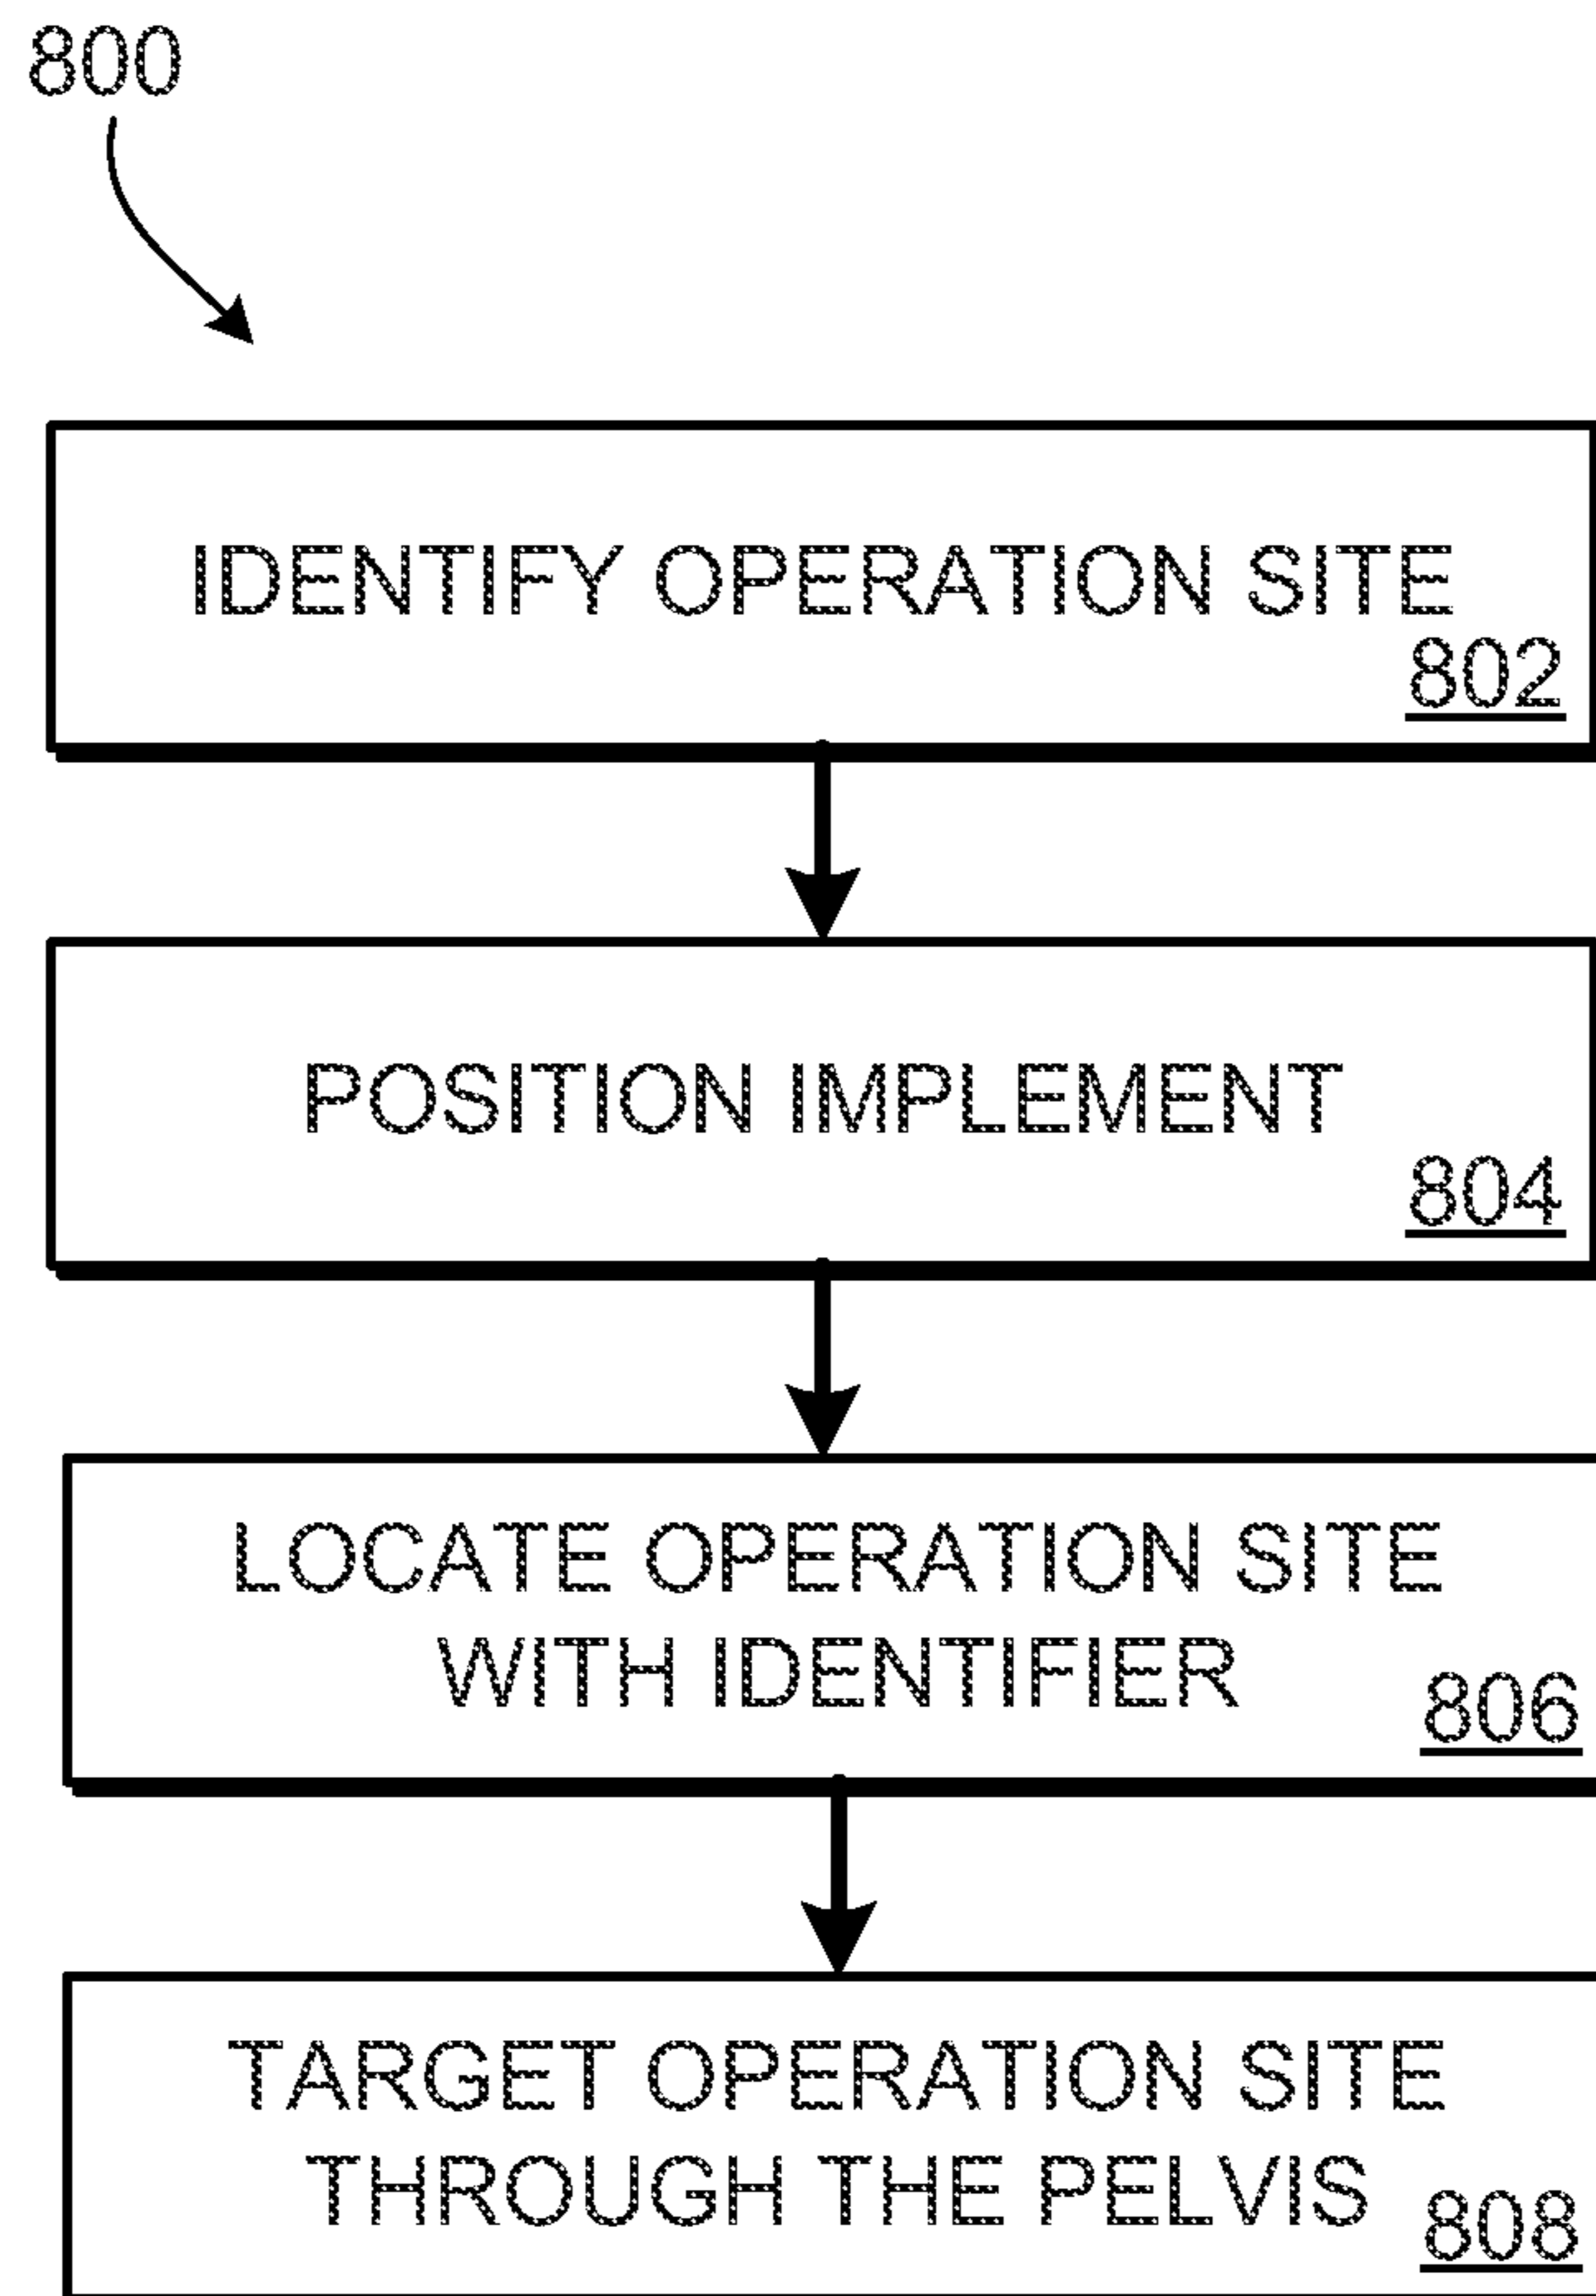 800
IDENTIFY OPERATION SITE
802
POSITION IMPLEMENT
804
LOCATE OPERATION SITE
WITH IDENTIFIER
806
TARGET OPERATION SITE
THROUGH THE PELVIS
808